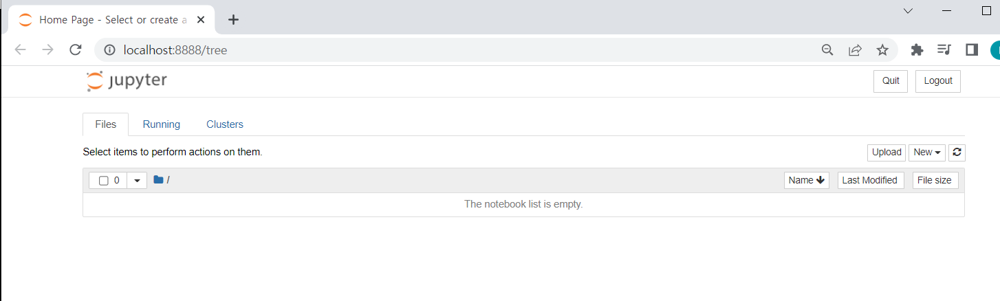 Home Page - Select or create a
localhost:8888/tree
jupyter
Quit Logout
Files Running Clusters
Select items to perform actions on them.
Upload New
0 / Name Last Modified File size
The notebook list is empty.